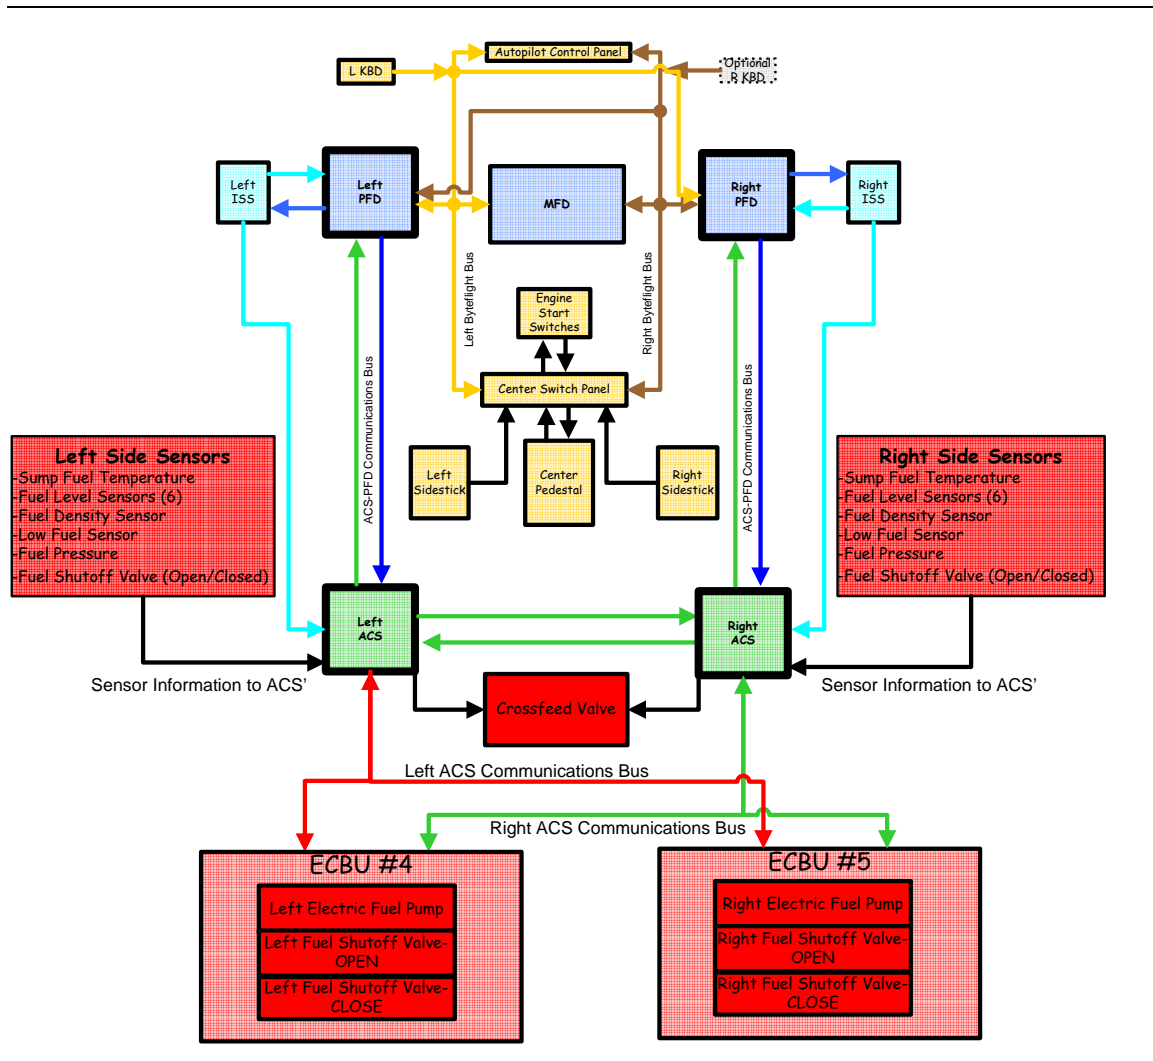 Autopilot Control Panel
L KBD
Optional
R KBD
Left
ISS
Left
PFD
MFD
Right
PFD
Right
ISS
Left Byteflight Bus
Right Byteflight Bus
Engine
Start
Switches
Center Switch Panel
ACS-PFD Communications Bus
ACS-PFD Communications Bus
Left
Sidestick
Center
Pedestal
Right
Sidestick
Left Side Sensors
-Sump Fuel Temperature
-Fuel Level Sensors (6)
-Fuel Density Sensor
-Low Fuel Sensor
-Fuel Pressure
-Fuel Shutoff Valve (Open/Closed)
Right Side Sensors
-Sump Fuel Temperature
-Fuel Level Sensors (6)
-Fuel Density Sensor
-Low Fuel Sensor
-Fuel Pressure
-Fuel Shutoff Valve (Open/Closed)
Left
ACS
Right
ACS
Sensor Information to ACS'
Sensor Information to ACS'
Crossfeed Valve
Left ACS Communications Bus
Right ACS Communications Bus
ECBU #4
Left Electric Fuel Pump
Left Fuel Shutoff Valve-
OPEN
Left Fuel Shutoff Valve-
CLOSE
ECBU #5
Right Electric Fuel Pump
Right Fuel Shutoff Valve-
OPEN
Right Fuel Shutoff Valve-
CLOSE